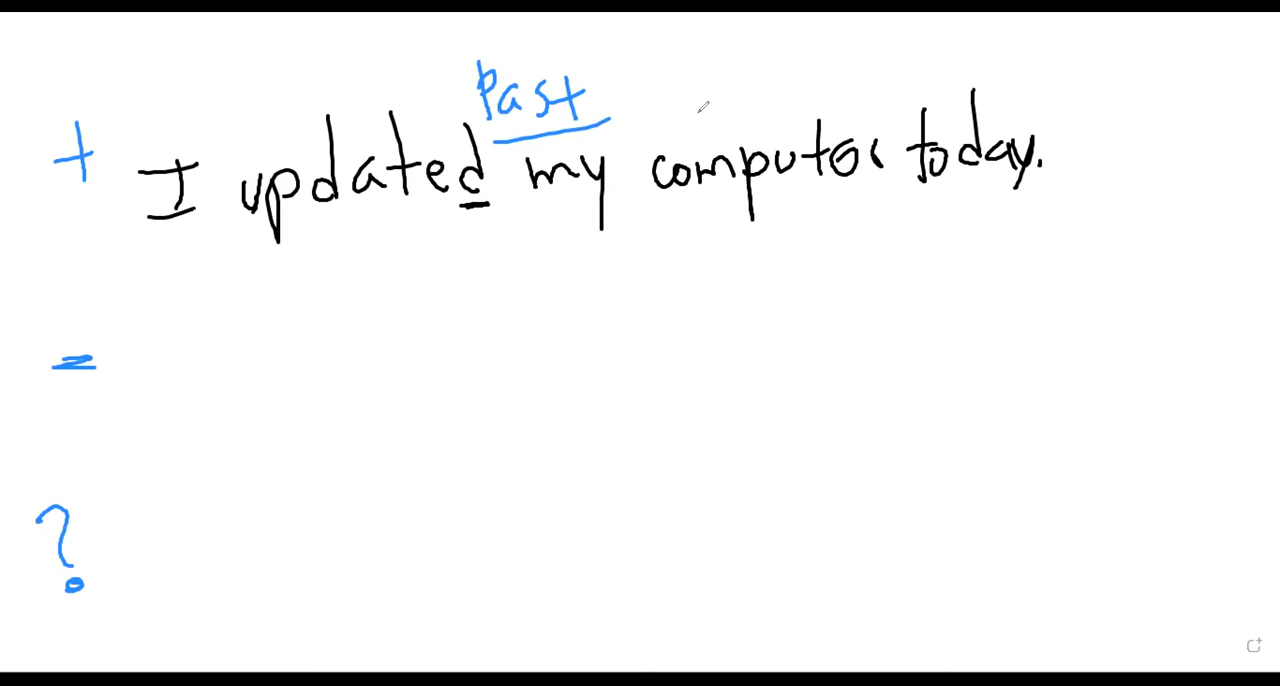 Past
+ I updated my computer today.
=
?